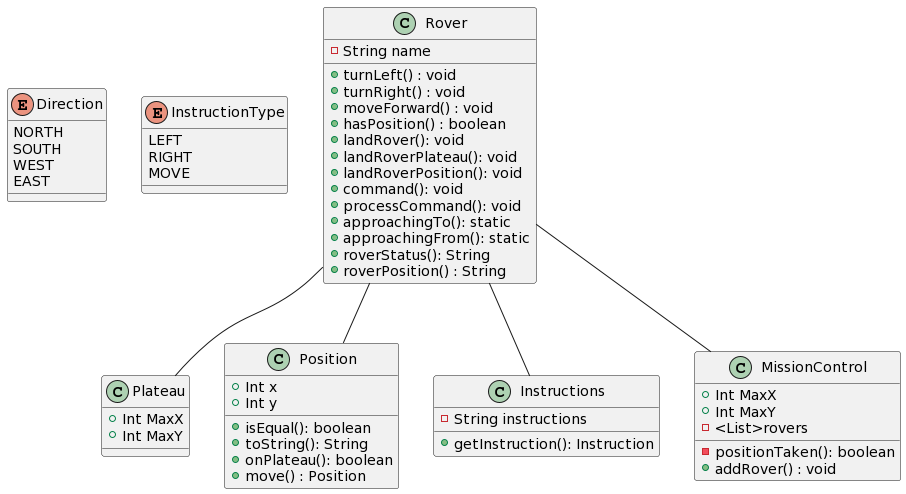 C Rover
String name
turnLeft() : void
turnRight() : void
moveForward() : void
hasPosition() : boolean
landRover(): void
landRoverPlateau(): void
landRoverPosition(): void
command(): void
processCommand(): void
approachingTo(): static
approachingFrom(): static
roverStatus(): String
roverPosition() : String
E Direction
NORTH
SOUTH
WEST
EAST
E InstructionType
LEFT
RIGHT
MOVE
C Plateau
Int MaxX
Int MaxY
C Position
Int x
Int y
isEqual(): boolean
toString(): String
onPlateau(): boolean
move() : Position
C Instructions
String instructions
getInstruction(): Instruction
C MissionControl
Int MaxX
Int MaxY
<List>rovers
positionTaken(): boolean
addRover() : void